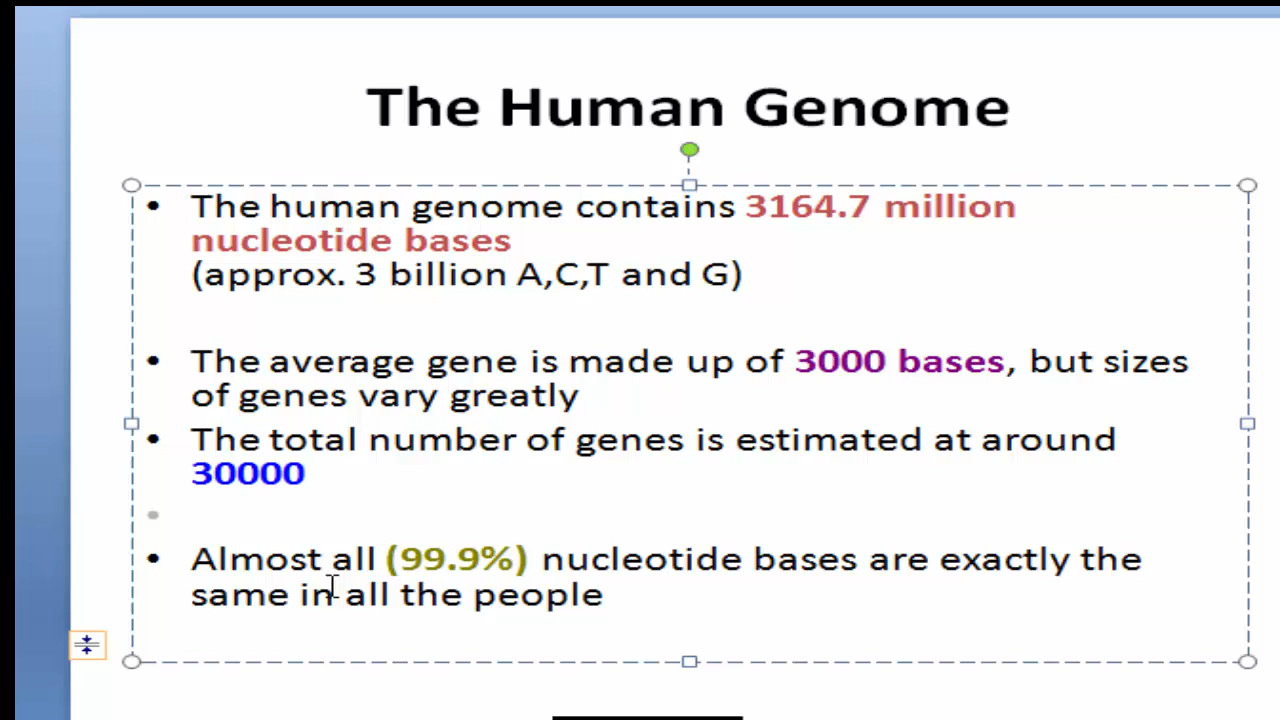 The Human Genome
• The human genome contains 3164.7 million
nucleotide bases
(approx. 3 billion A,C,T and G)
• The average gene is made up of 3000 bases, but sizes
of genes vary greatly
• The total number of genes is estimated at around
30000
•
• Almost all (99.9%) nucleotide bases are exactly the
same in all the people